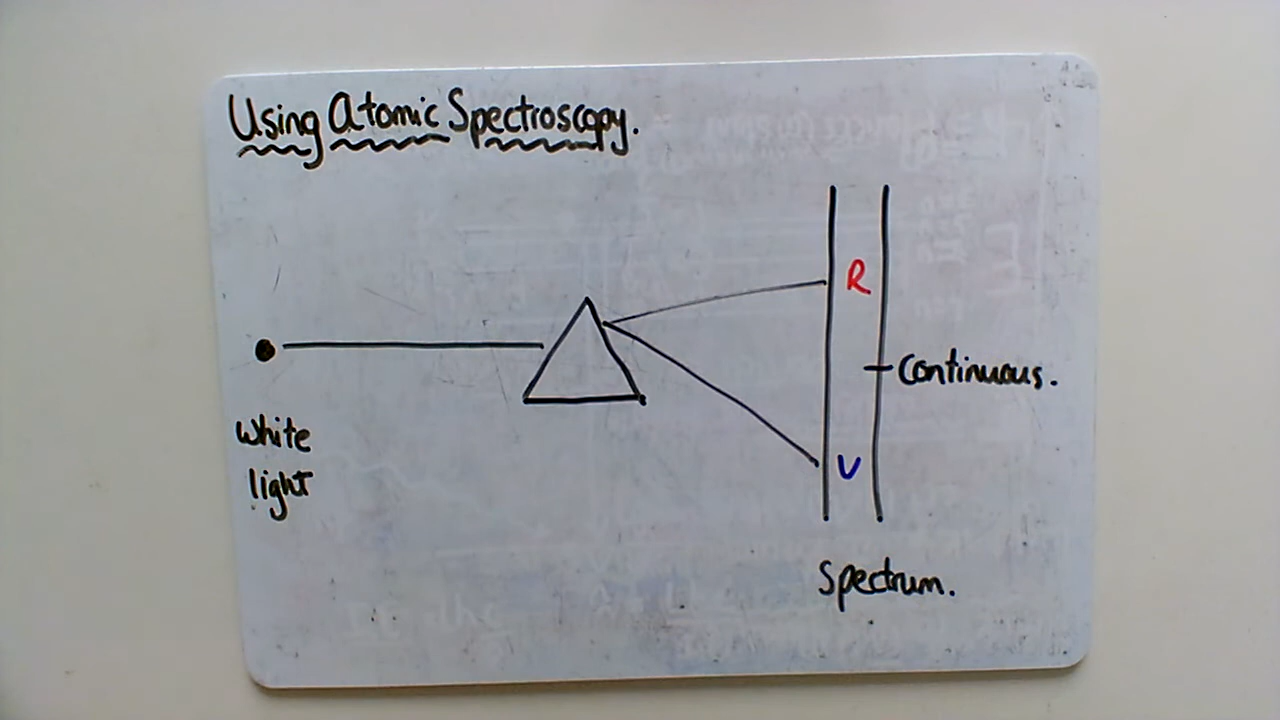 Using Atomic Spectroscopy.
R
Continuous.
White
light
V
Spectrum.